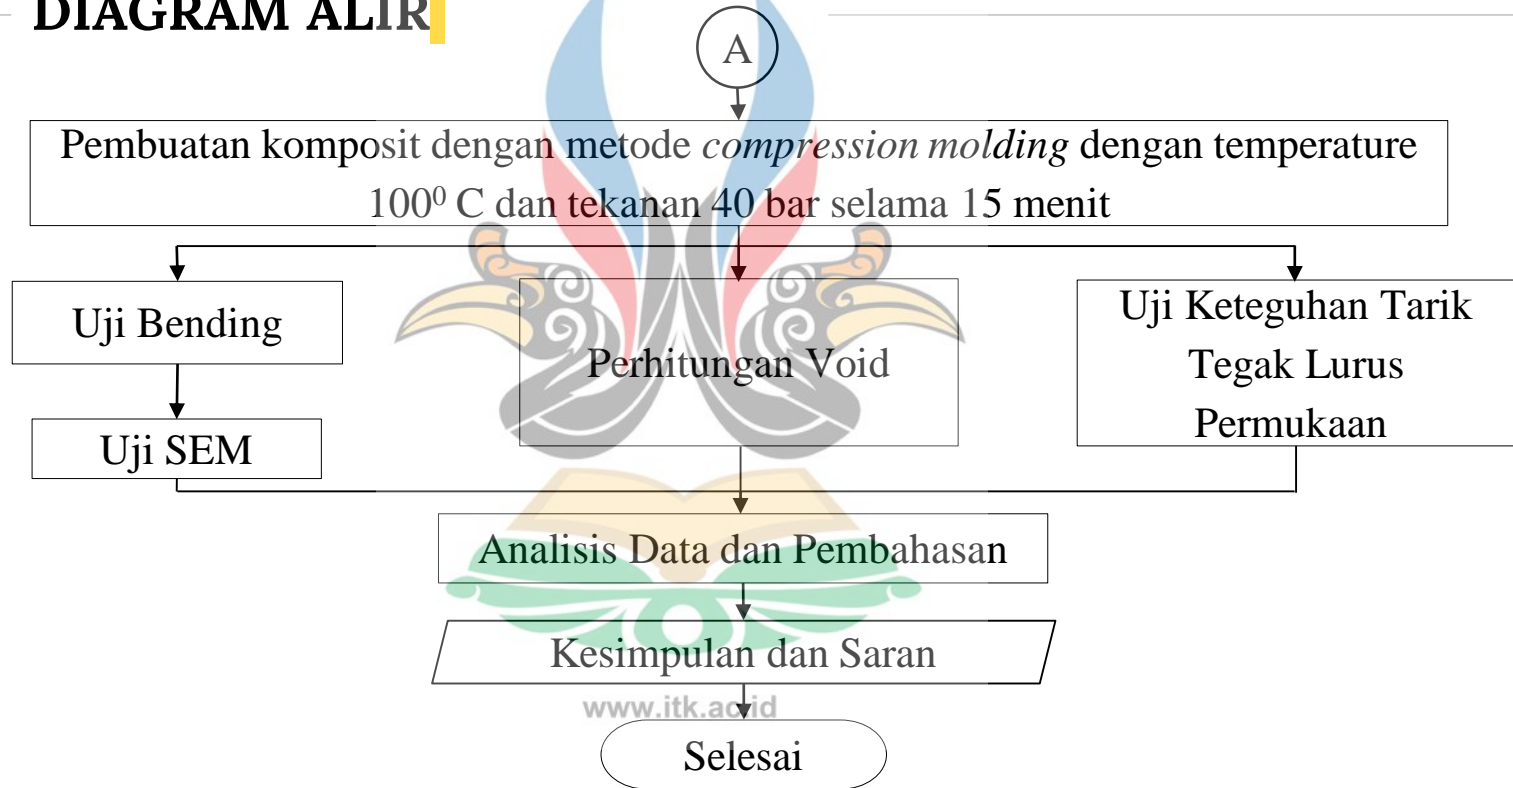 DIAGRAM ALIR
A
Pembuatan komposit dengan metode compression molding dengan temperature
100⁰ C dan tekanan 40 bar selama 15 menit
Uji Bending
Perhitungan Void
Uji Keteguhan Tarik
Tegak Lurus
Permukaan
Uji SEM
Analisis Data dan Pembahasan
Kesimpulan dan Saran
www.itk.ac.id
Selesai